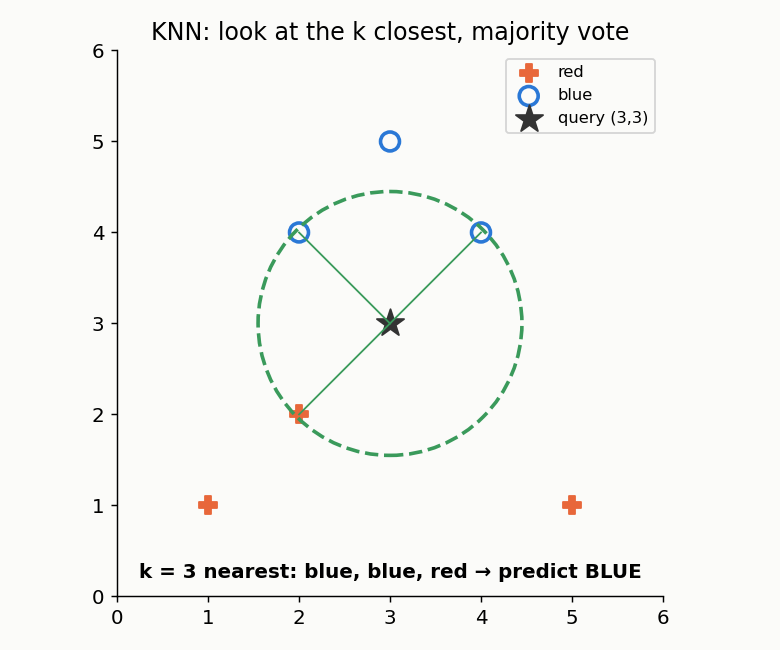 KNN: look at the k closest, majority vote
red
blue
query (3,3)
6
5
4
3
2
1
0
k = 3 nearest: blue, blue, red → predict BLUE
0 1 2 3 4 5 6